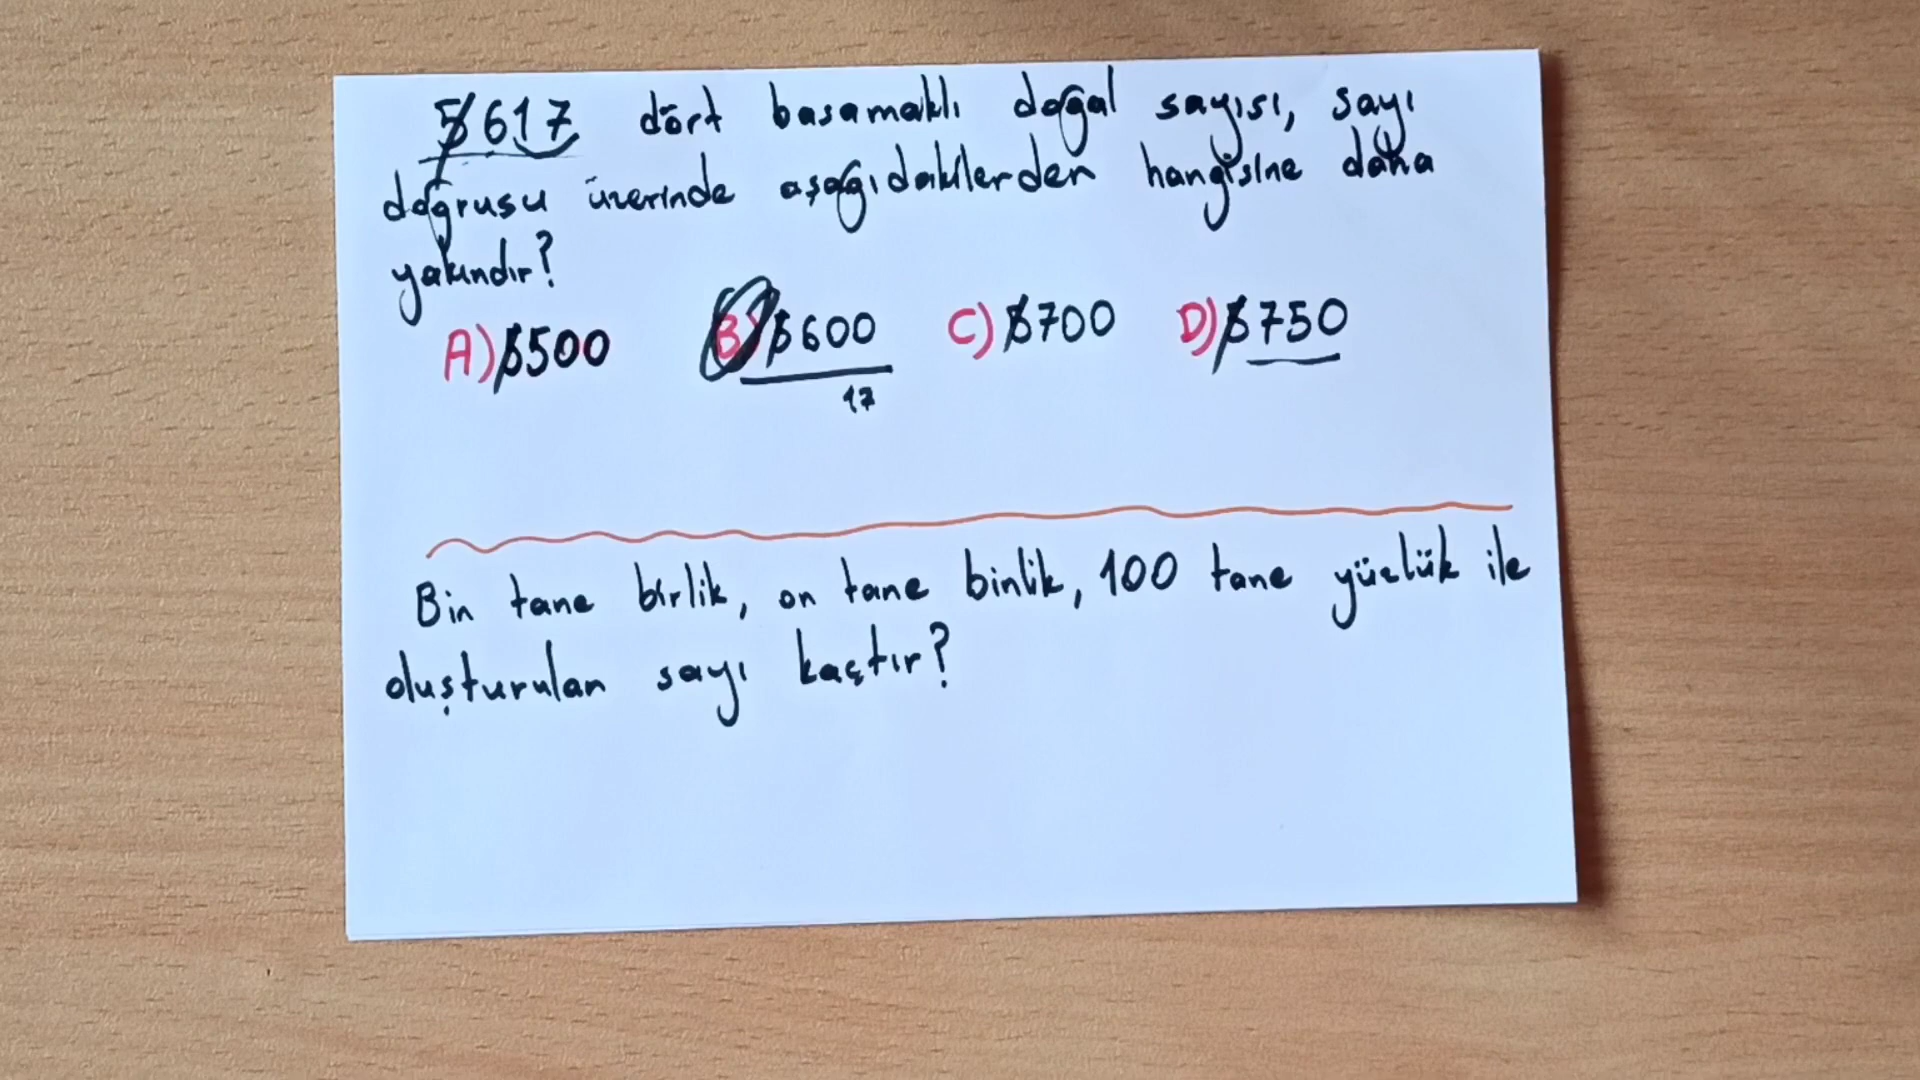 5617 dört basamaklı doğal sayısı, sayı
doğrusu üzerinde aşağıdakilerden hangisine daha
yakındır?
A) 5500 B) 5600 C) 5700 D) 5750
17
Bin tane birlik, on tane binlik, 100 tane yüzlük ile
oluşturulan sayı kaçtır?